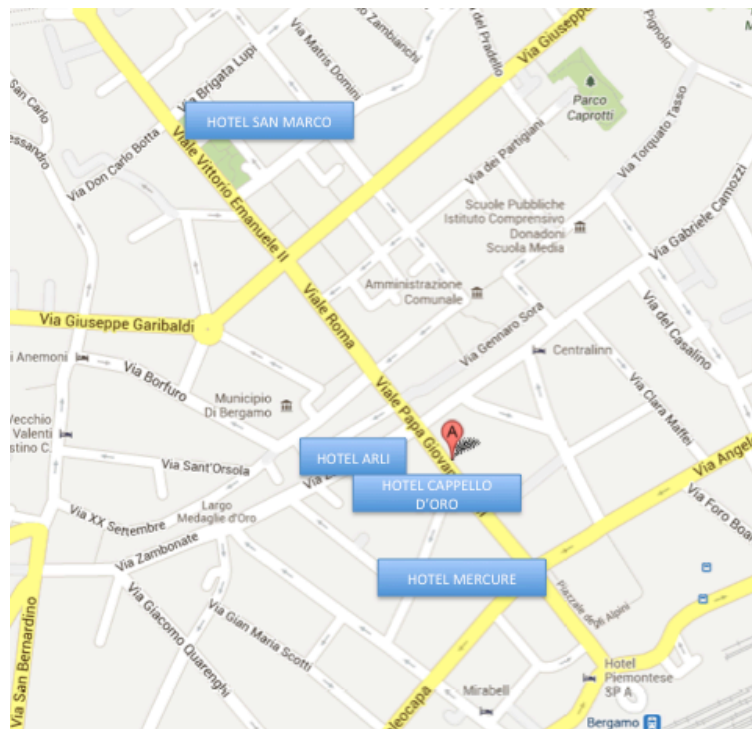 Pignolo
San Carlo
Via Brigata Lupi
Via Matris Domini
Zambianchi
del Pradello
Via Giuseppe
Parco
Caprotti
HOTEL SAN MARCO
Via Don Carlo Botta
Viale Vittorio Emanuele II
Via dei Partigiani
Via Torquato Tasso
Scuole Pubbliche
Istituto Comprensivo
Donadoni
Scuola Media
Via Gabriele Camozzi
Amministrazione
Comunale
Via Giuseppe Garibaldi
Viale Roma
Via Gennaro Sora
Via del Casalino
i Anemoni
Via Borfuro
Centralinn
Municipio
Di Bergamo
Viale Papa Giovan
Via Clara Maffei
Vecchio
Valenti
stino C.
A
HOTEL ARLI
Via Sant'Orsola
Via Angel
HOTEL CAPPELLO
D'ORO
Via XX Settembre
Largo
Medaglie d'Oro
Via Foro Boar
Via Zambonate
HOTEL MERCURE
Piazzale degli Alpini
Via San Bernardino
Via Giacomo Quarenghi
Via Gian Maria Scotti
Hotel
Piemontese
SP A
Mirabell
leocapa
Bergamo